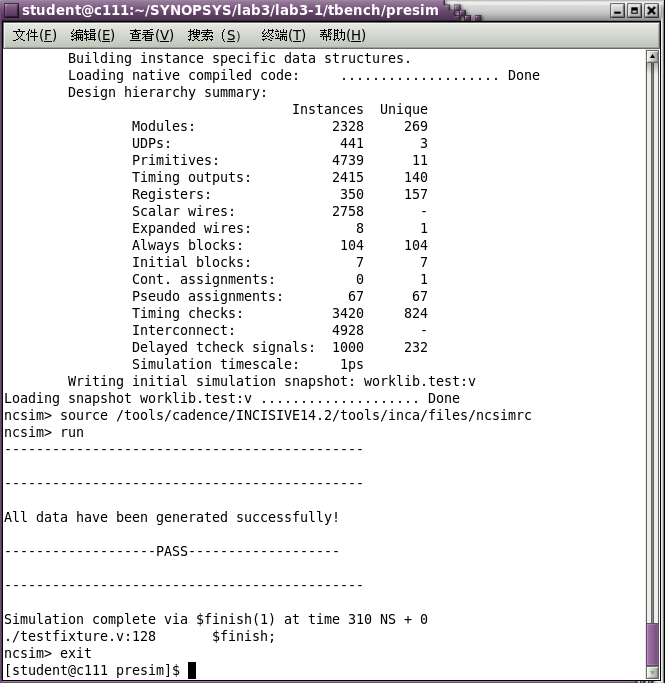 student@c111:~/SYNOPSYS/lab3/lab3-1/tbench/presim
文件(F) 编辑(E) 查看(V) 搜索 (S) 终端(T) 帮助(H)
Building instance specific data structures.
Loading native compiled code:     .................... Done
Design hierarchy summary:
Instances  Unique
Modules:                 2328     269
UDPs:                     441       3
Primitives:              4739      11
Timing outputs:          2415     140
Registers:                350     157
Scalar wires:            2758       -
Expanded wires:             8       1
Always blocks:            104     104
Initial blocks:             7       7
Cont. assignments:          0       1
Pseudo assignments:        67      67
Timing checks:           3420     824
Interconnect:            4928       -
Delayed tcheck signals:  1000     232
Simulation timescale:     1ps
Writing initial simulation snapshot: worklib.test:v
Loading snapshot worklib.test:v .................... Done
ncsim> source /tools/cadence/INCISIVE14.2/tools/inca/files/ncsimrc
ncsim> run
---------------------------------------------
---------------------------------------------
All data have been generated successfully!
-------------------PASS-------------------
---------------------------------------------
Simulation complete via $finish(1) at time 310 NS + 0
./testfixture.v:128       $finish;
ncsim> exit
[student@c111 presim]$